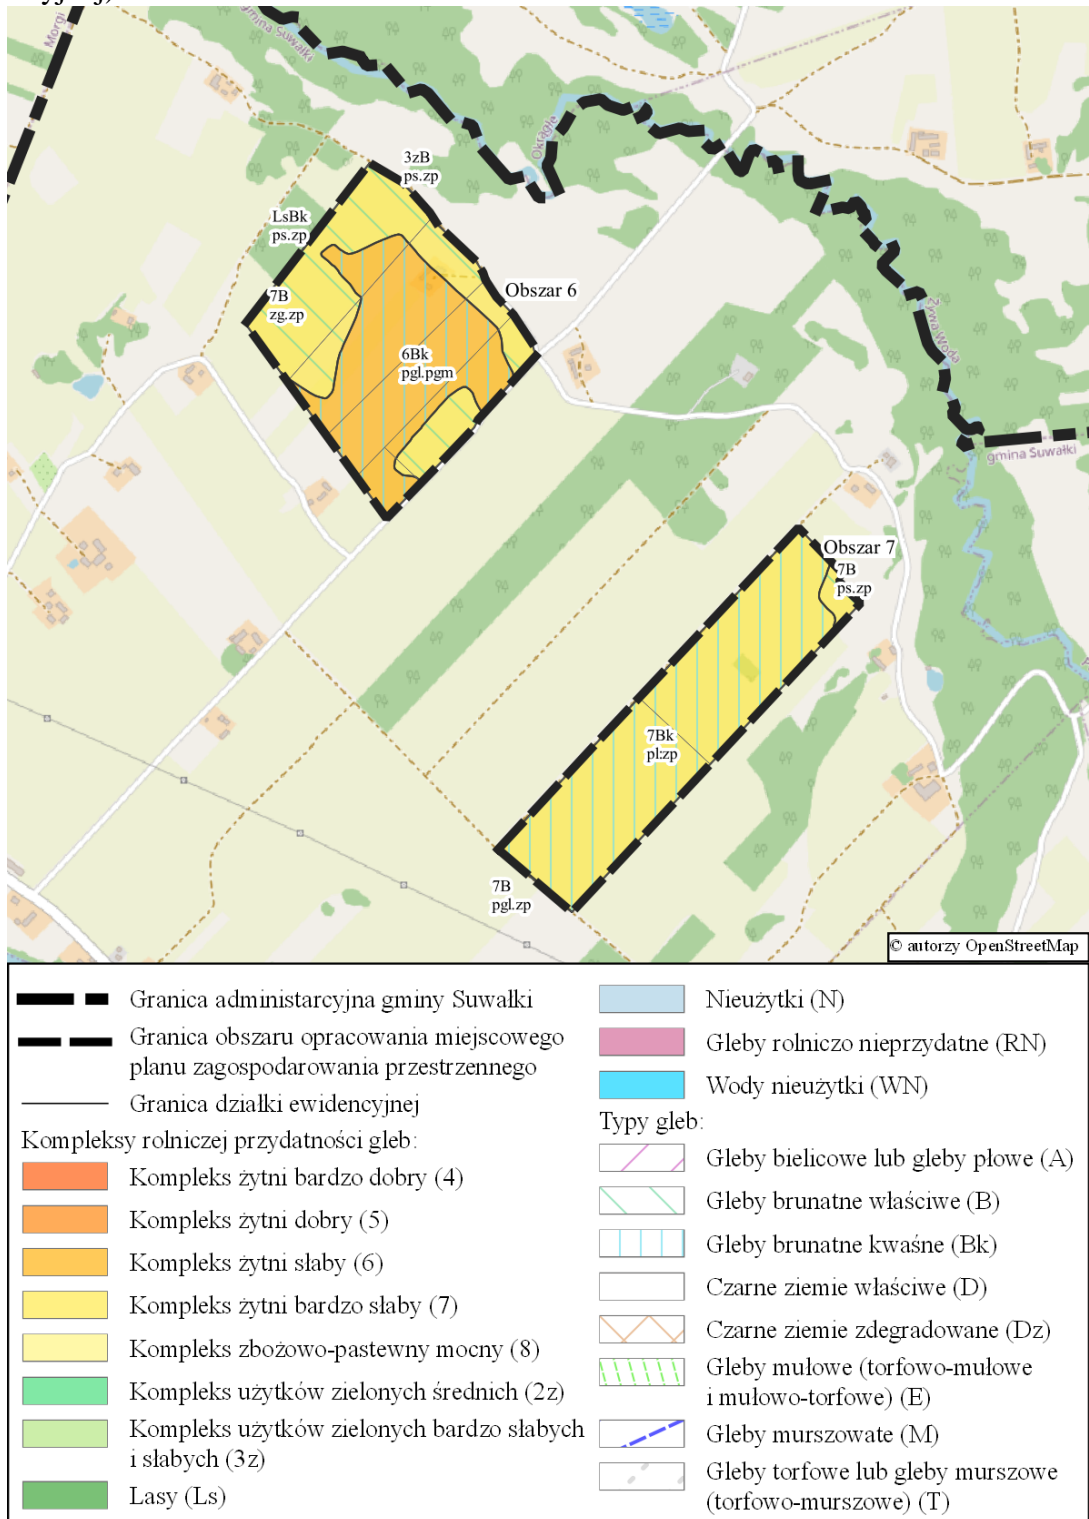 Morgi
gmina Suwałki
Okrągłe
3zB
ps.zp
LsBk
ps.zp
7B
zg.zp
Obszar 6
6Bk
pgl.pgm
Żywa Woda
gmina Suwałki
Obszar 7
7B
ps.zp
7Bk
pl:zp
7B
pgl.zp
© autorzy OpenStreetMap
Granica administarcyjna gminy Suwałki
Granica obszaru opracowania miejscowego
planu zagospodarowania przestrzennego
Granica działki ewidencyjnej
Kompleksy rolniczej przydatności gleb:
Kompleks żytni bardzo dobry (4)
Kompleks żytni dobry (5)
Kompleks żytni słaby (6)
Kompleks żytni bardzo słaby (7)
Kompleks zbożowo-pastewny mocny (8)
Kompleks użytków zielonych średnich (2z)
Kompleks użytków zielonych bardzo słabych
i słabych (3z)
Lasy (Ls)
Nieużytki (N)
Gleby rolniczo nieprzydatne (RN)
Wody nieużytki (WN)
Typy gleb:
Gleby bielicowe lub gleby płowe (A)
Gleby brunatne właściwe (B)
Gleby brunatne kwaśne (Bk)
Czarne ziemie właściwe (D)
Czarne ziemie zdegradowane (Dz)
Gleby mułowe (torfowo-mułowe
i mułowo-torfowe) (E)
Gleby murszowate (M)
Gleby torfowe lub gleby murszowe
(torfowo-murszowe) (T)